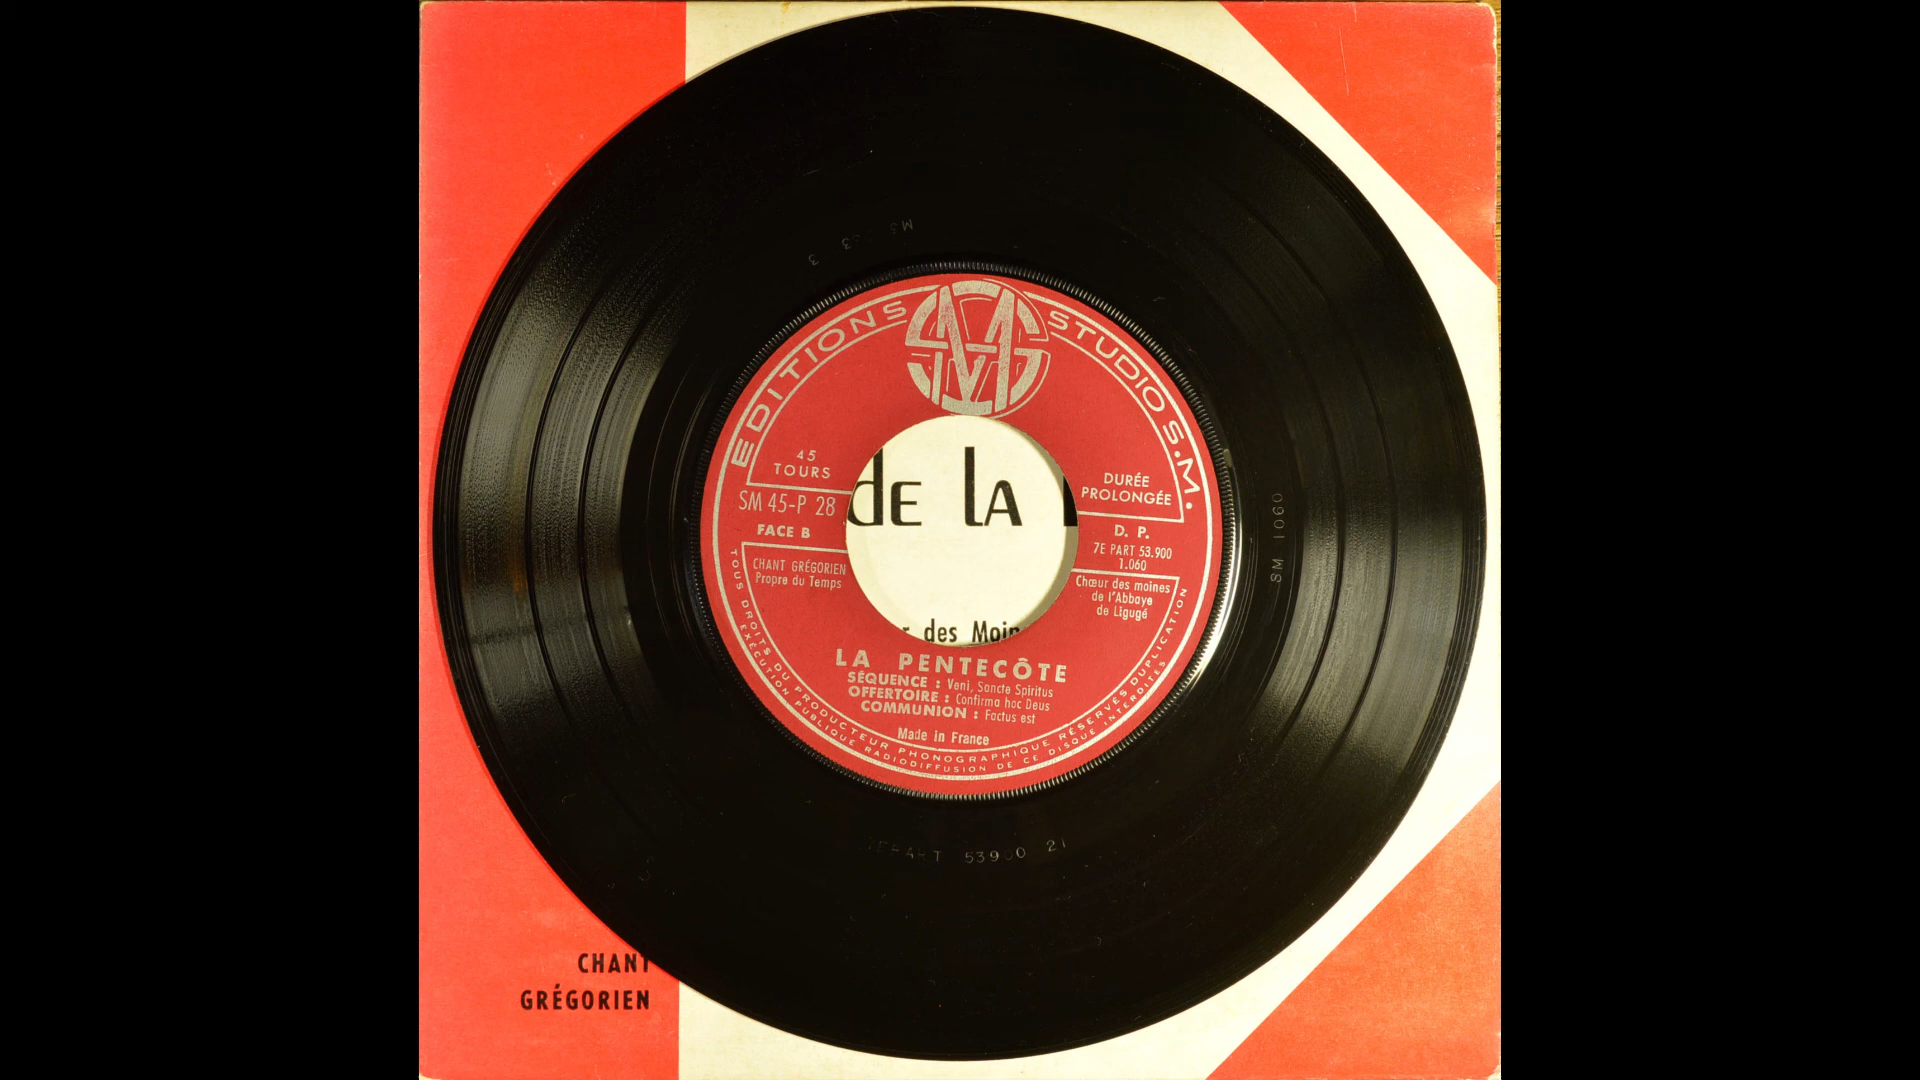 EDITIONS STUDIO S.M.
45
TOURS
SM 45-P 28
FACE B
CHANT GRÉGORIEN
Propre du Temps
DURÉE
PROLONGÉE
D. P.
7E PART 53.900
1.060
Chœur des moines
de l'Abbaye
de Ligugé
de la
des Moin
LA PENTECÔTE
SÉQUENCE : Veni, Sancte Spiritus
OFFERTOIRE : Confirma hoc Deus
COMMUNION : Factus est
Made in France
TOUS DROITS DU PRODUCTEUR PHONOGRAPHIQUE RÉSERVÉS DUPLICATION
EXÉCUTION PUBLIQUE RADIODIFFUSION DE CE DISQUE INTERDITES
SM 1060
53900 21
CHANT
GRÉGORIEN